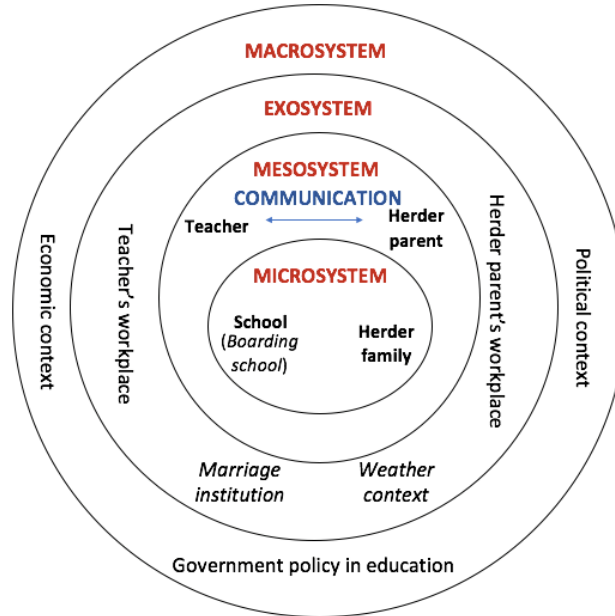 MACROSYSTEM
EXOSYSTEM
MESOSYSTEM
COMMUNICATION
Teacher
Herder
parent
MICROSYSTEM
School
(Boarding
school)
Herder
family
Economic context
Teacher's workplace
Herder parent's workplace
Political context
Marriage
institution
Weather
context
Government policy in education